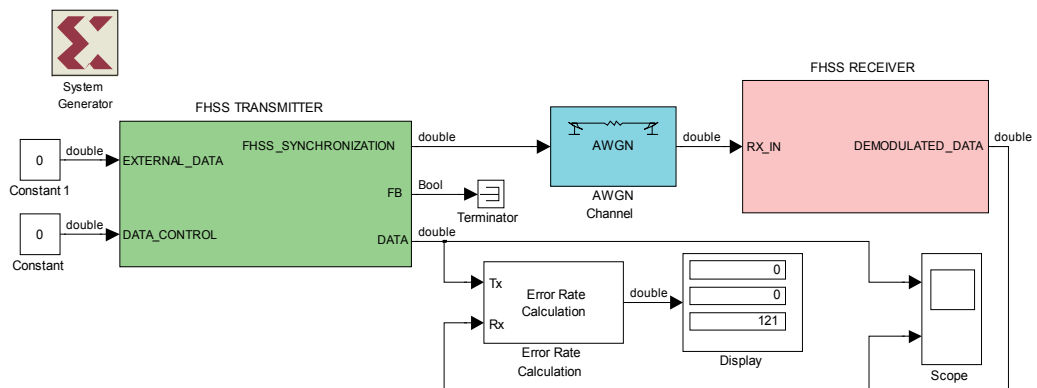 System
Generator
FHSS TRANSMITTER
FHSS RECEIVER
0
double
EXTERNAL_DATA
Constant 1
0
double
DATA_CONTROL
Constant
FHSS_SYNCHRONIZATION
double
FB
Bool
Terminator
DATA
double
AWGN
AWGN
Channel
double
RX_IN
DEMODULATED_DATA
double
Tx
Rx
Error Rate
Calculation
Error Rate
Calculation
double
0
0
121
Display
Scope